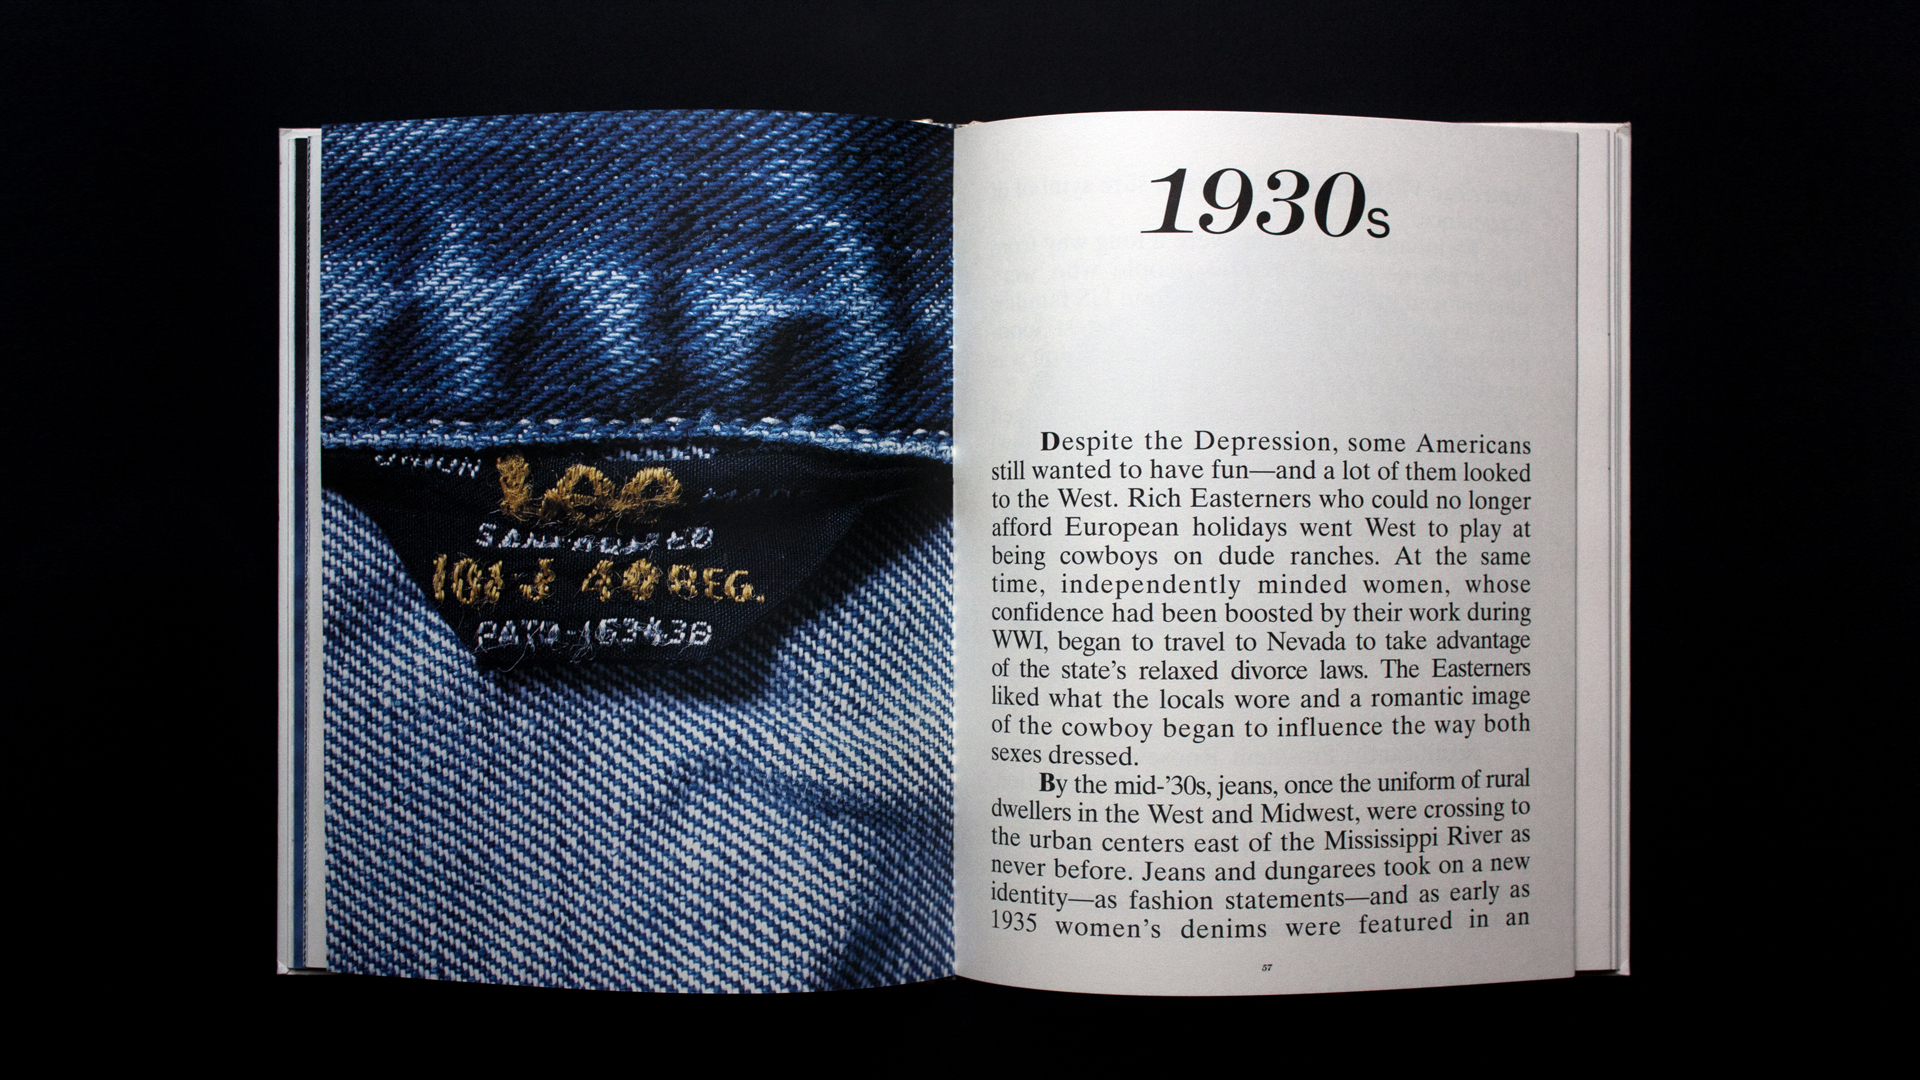 Lee
SANFORIZED
101-J 40 REG.
PATD-153438
1930s
Despite the Depression, some Americans
still wanted to have fun—and a lot of them looked
to the West. Rich Easterners who could no longer
afford European holidays went West to play at
being cowboys on dude ranches. At the same
time, independently minded women, whose
confidence had been boosted by their work during
WWI, began to travel to Nevada to take advantage
of the state’s relaxed divorce laws. The Easterners
liked what the locals wore and a romantic image
of the cowboy began to influence the way both
sexes dressed.
By the mid-’30s, jeans, once the uniform of rural
dwellers in the West and Midwest, were crossing to
the urban centers east of the Mississippi River as
never before. Jeans and dungarees took on a new
identity—as fashion statements—and as early as
1935 women’s denims were featured in an
57